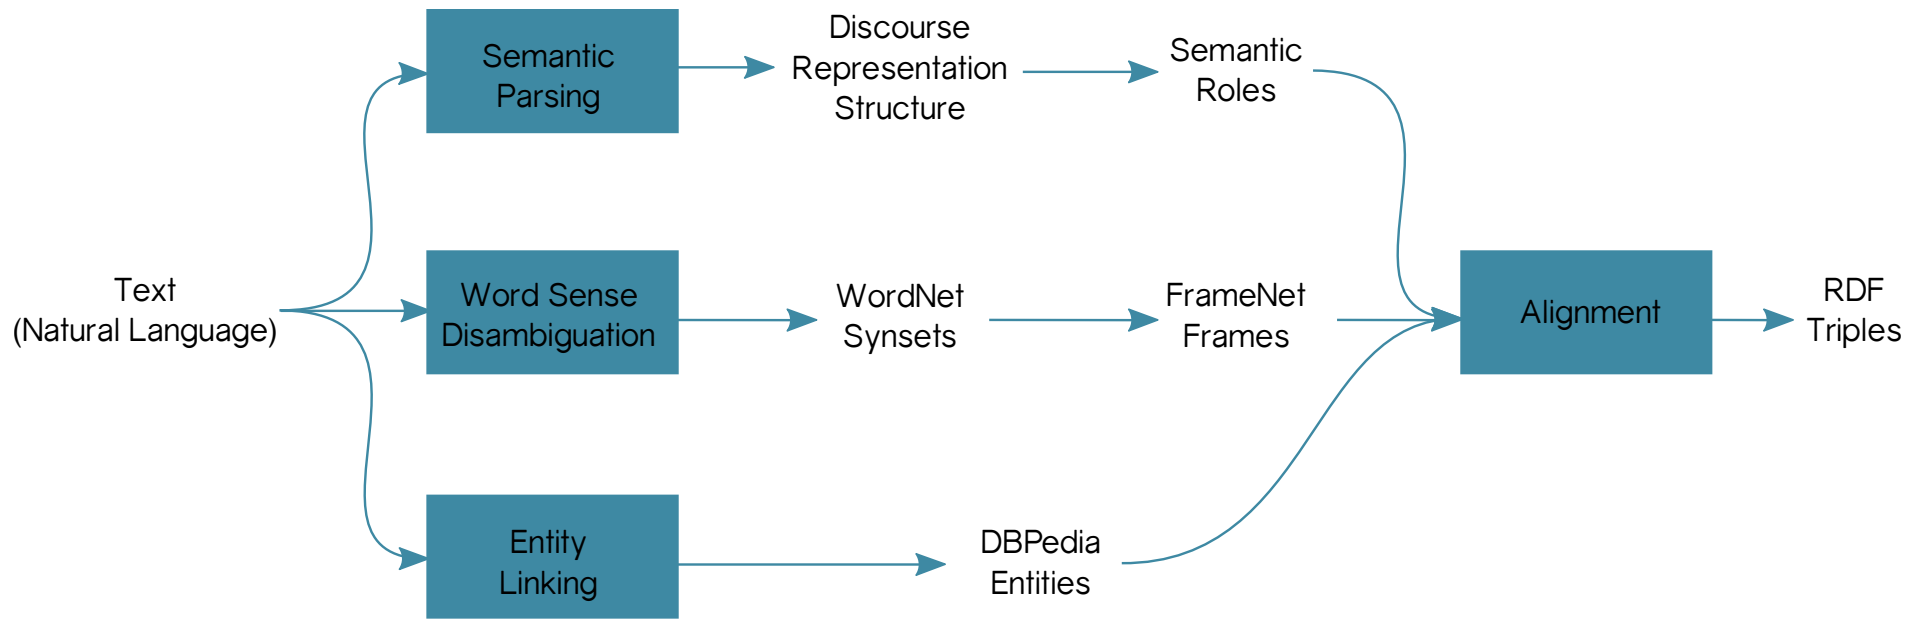 Semantic
Parsing
Discourse
Representation
Structure
Semantic
Roles
Text
(Natural Language)
Word Sense
Disambiguation
WordNet
Synsets
FrameNet
Frames
Alignment
RDF
Triples
Entity
Linking
DBPedia
Entities